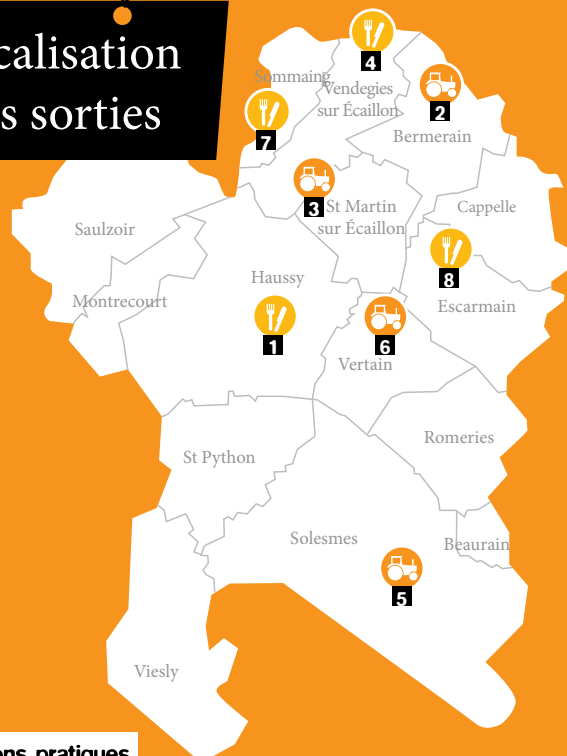 calisation
s sorties
4
Sommaing
Vendegies
sur Écaillon
2
7
Bermerain
3
St Martin
sur Écaillon
Cappelle
Saulzoir
8
Haussy
Montrecourt
Escarmain
1
6
Vertain
Romeries
St Python
Solesmes
Beaurain
5
Viesly
ons pratiques